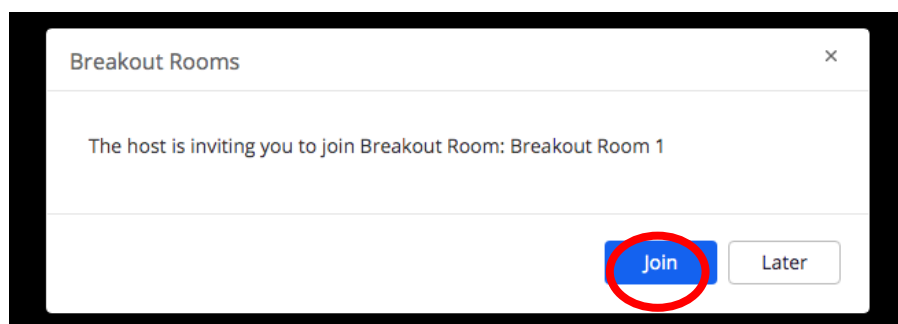 Breakout Rooms
The host is inviting you to join Breakout Room: Breakout Room 1
Join Later